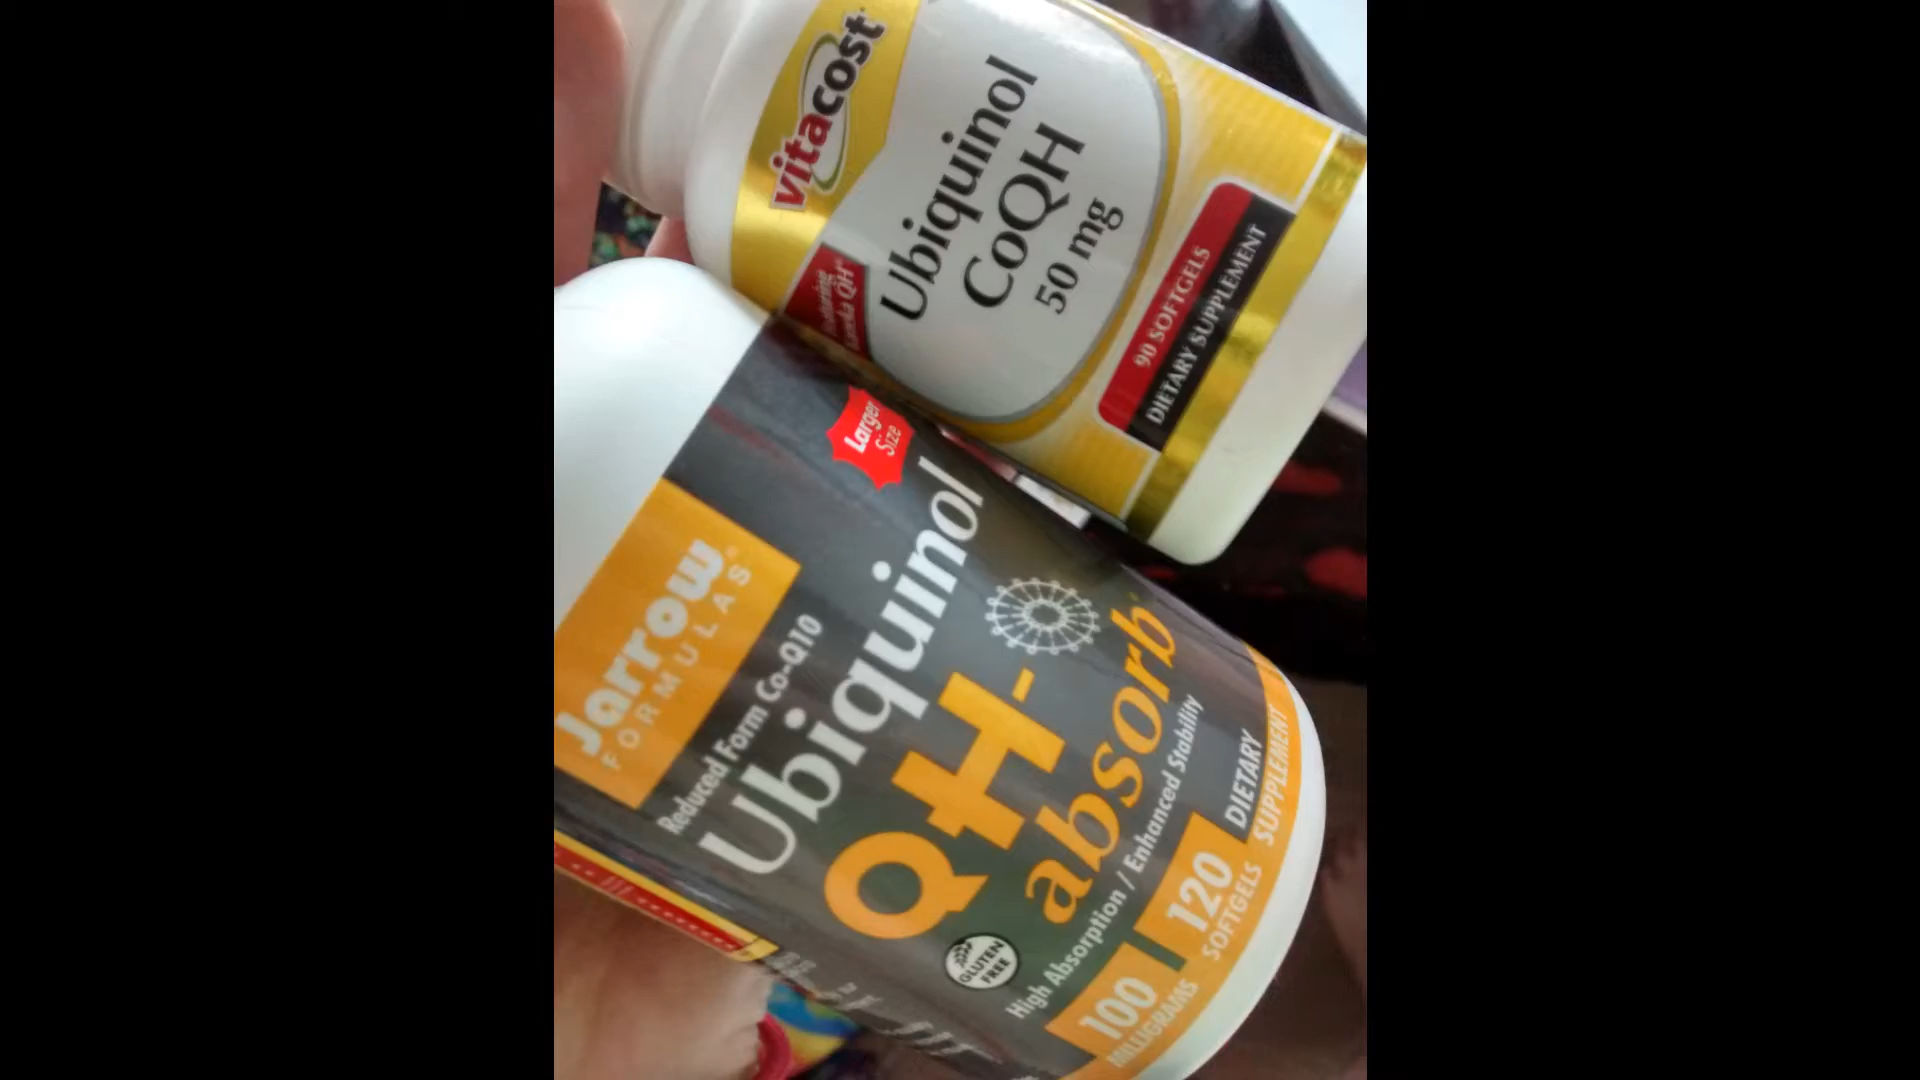 vitacost
Ubiquinol
CoQH
50 mg
90 SOFTGELS
DIETARY SUPPLEMENT
Larger
Size
Jarrow
FORMULAS
Reduced Form Co-Q10
Ubiquinol
QH-
absorb
High Absorption / Enhanced Stability
GLUTEN
FREE
100
MILLIGRAMS
120
SOFTGELS
DIETARY
SUPPLEMENT